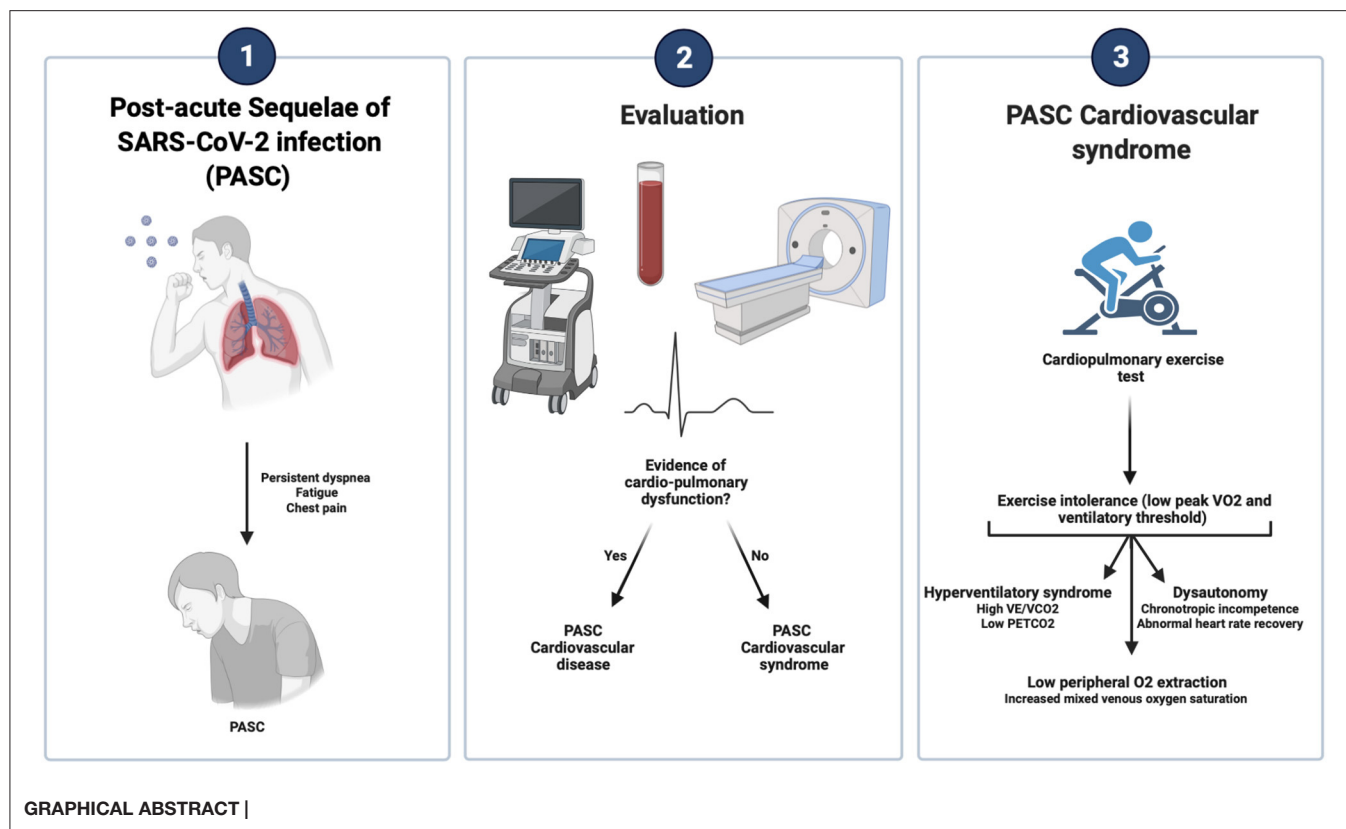 1
Post-acute Sequelae of
SARS-CoV-2 infection
(PASC)
Persistent dyspnea
Fatigue
Chest pain
PASC
2
Evaluation
Evidence of
cardio-pulmonary
dysfunction?
Yes
No
PASC
Cardiovascular
disease
PASC
Cardiovascular
syndrome
3
PASC Cardiovascular
syndrome
Cardiopulmonary exercise
test
Exercise intolerance (low peak VO2 and
ventilatory threshold)
Hyperventilatory syndrome
High VE/VCO2
Low PETCO2
Dysautonomy
Chronotropic incompetence
Abnormal heart rate recovery
Low peripheral O2 extraction
Increased mixed venous oxygen saturation
GRAPHICAL ABSTRACT |